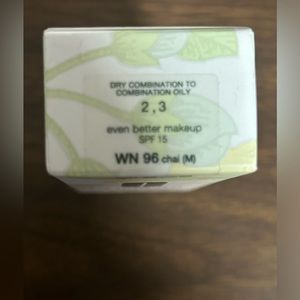 DRY COMBINATION TO
COMBINATION OILY
2 , 3
even better makeup
SPF 15
WN 96 chai (M)